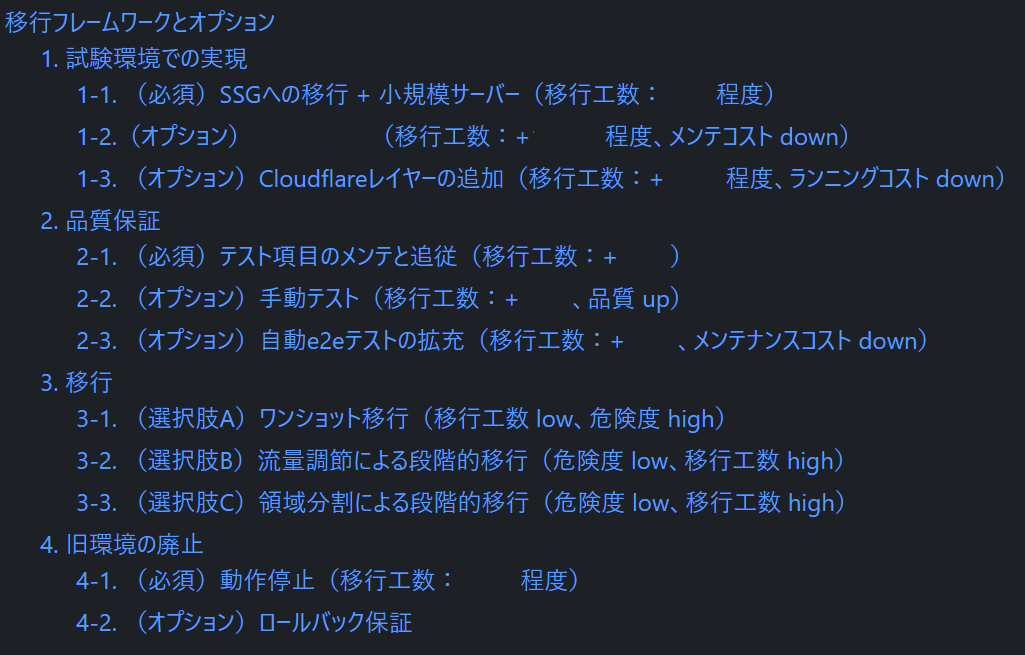 移行フレームワークとオプション
1. 試験環境での実現
1-1. （必須）SSGへの移行 + 小規模サーバー（移行工数： 程度）
1-2.（オプション） （移行工数：+ 程度、メンテコスト down）
1-3. （オプション）Cloudflareレイヤーの追加（移行工数：+ 程度、ランニングコスト down）
2. 品質保証
2-1. （必須）テスト項目のメンテと追従（移行工数：+ ）
2-2. （オプション）手動テスト（移行工数：+ 、品質 up）
2-3. （オプション）自動e2eテストの拡充（移行工数：+ 、メンテナンスコスト down）
3. 移行
3-1. （選択肢A）ワンショット移行（移行工数 low、危険度 high）
3-2. （選択肢B）流量調節による段階的移行（危険度 low、移行工数 high）
3-3. （選択肢C）領域分割による段階的移行（危険度 low、移行工数 high）
4. 旧環境の廃止
4-1. （必須）動作停止（移行工数： 程度）
4-2. （オプション）ロールバック保証